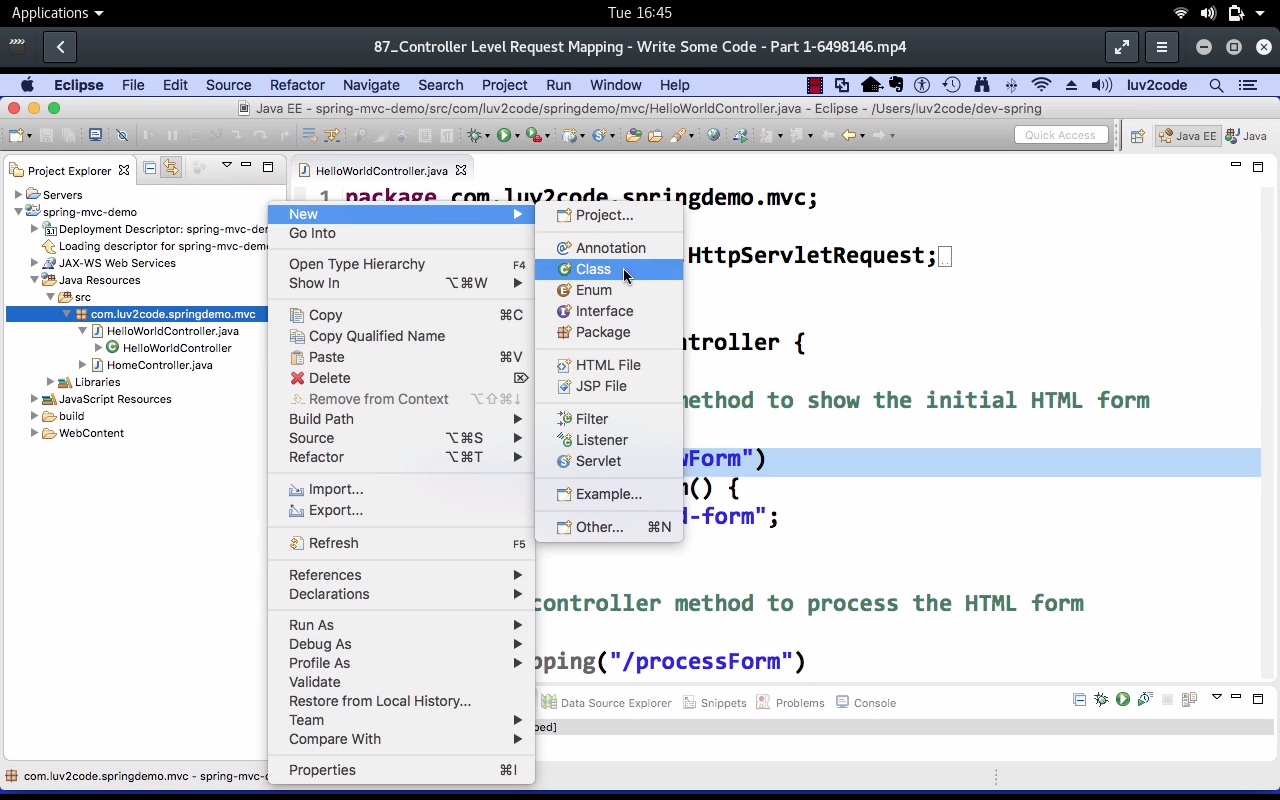 Applications
Tue 16:45
87_Controller Level Request Mapping - Write Some Code - Part 1-6498146.mp4
Eclipse File Edit Source Refactor Navigate Search Project Run Window Help luv2code
Java EE - spring-mvc-demo/src/com/luv2code/springdemo/mvc/HelloWorldController.java - Eclipse - /Users/luv2code/dev-spring
Quick Access Java EE Java
Project Explorer
HelloWorldController.java
Servers
spring-mvc-demo
Deployment Descriptor: spring-mvc-der
Loading descriptor for spring-mvc-demo
JAX-WS Web Services
Java Resources
src
com.luv2code.springdemo.mvc
HelloWorldController.java
HelloWorldController
HomeController.java
Libraries
JavaScript Resources
build
WebContent
New
Go Into
Open Type Hierarchy F4
Show In ⌥⌘W
Copy ⌘C
Copy Qualified Name
Paste ⌘V
Delete ⌦
Remove from Context ⌥⇧⌘↓
Build Path
Source ⌥⌘S
Refactor ⌥⌘T
Import...
Export...
Refresh F5
References
Declarations
Run As
Debug As
Profile As
Validate
Restore from Local History...
Team
Compare With
Properties ⌘I
Project...
Annotation
Class
Enum
Interface
Package
HTML File
JSP File
Filter
Listener
Servlet
Example...
Other... ⌘N
1 package com.luv2code.springdemo.mvc;
HttpServletRequest;
ntroller {
method to show the initial HTML form
wForm")
m() {
d-form";
controller method to process the HTML form
pping("/processForm")
Data Source Explorer Snippets Problems Console
ped]
com.luv2code.springdemo.mvc - spring-mvc-d